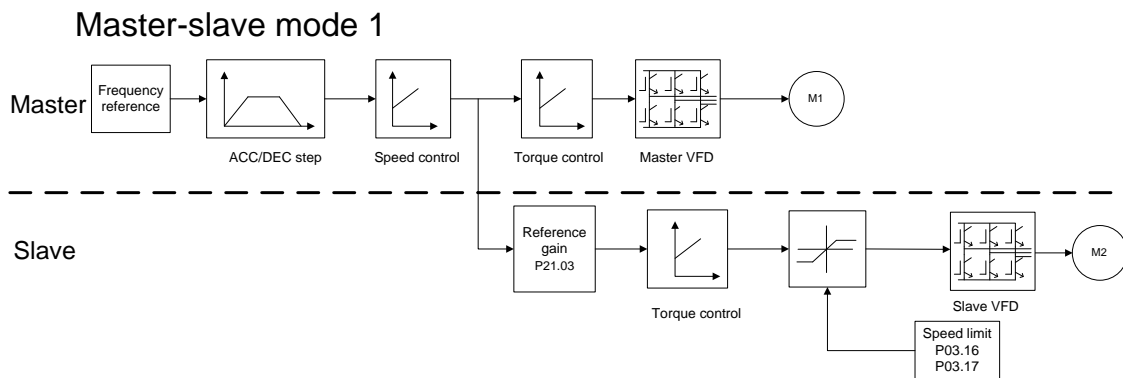 Master-slave mode 1
Master
Frequency
reference
ACC/DEC step
Speed control
Torque control
Master VFD
M1
Slave
Reference
gain
P21.03
Torque control
Slave VFD
M2
Speed limit
P03.16
P03.17